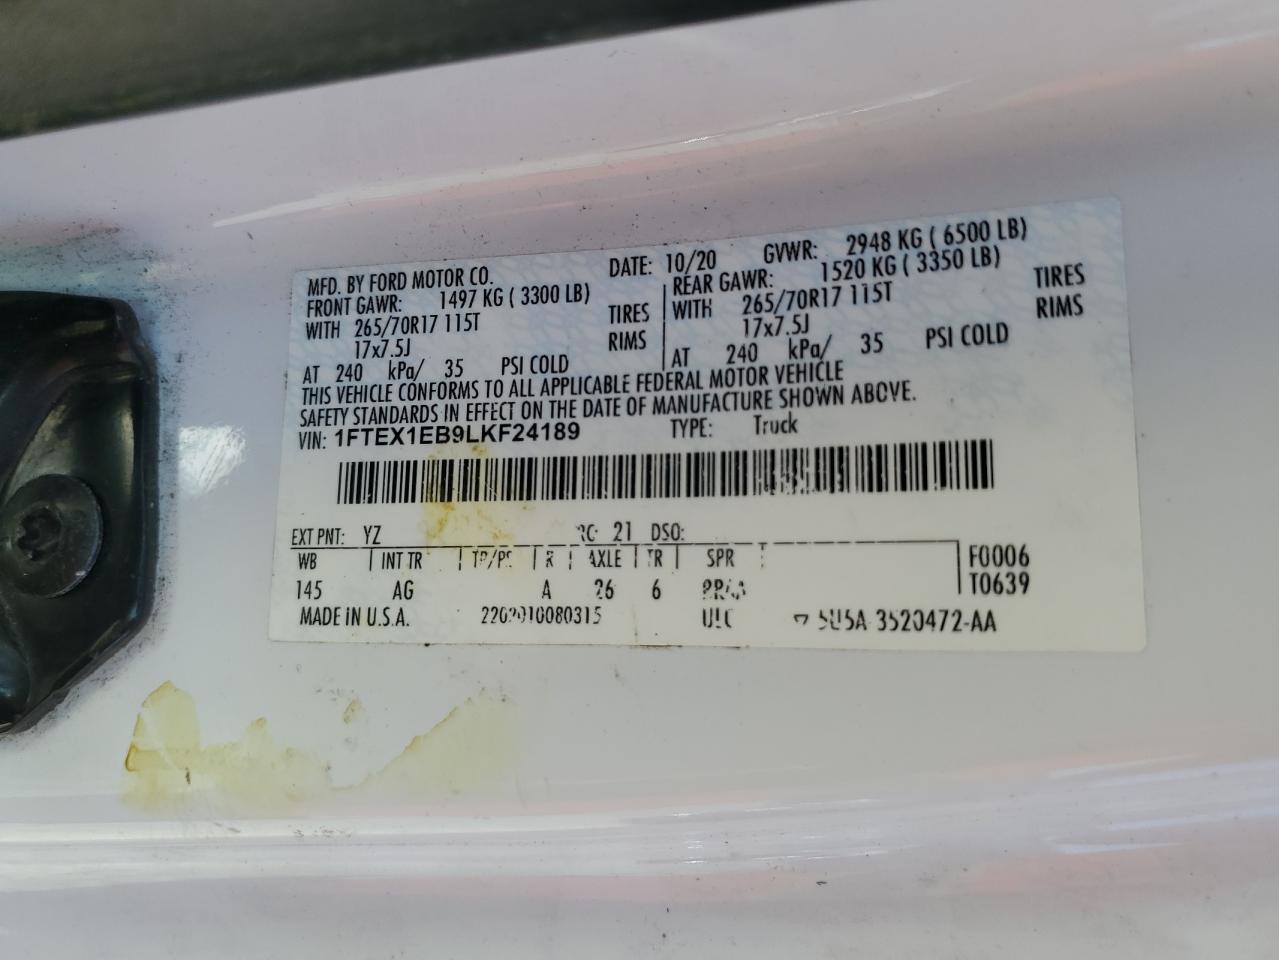 MFG. BY FORD MOTOR CO. DATE: 10/20 GVWR: 2948 KG ( 6500 LB)
FRONT GAWR: 1497 KG ( 3300 LB) REAR GAWR: 1520 KG ( 3350 LB)
WITH 265/70R17 115T TIRES WITH 265/70R17 115T TIRES
17x7.5J RIMS 17x7.5J RIMS
AT 240 kPa/ 35 PSI COLD AT 240 kPa/ 35 PSI COLD
THIS VEHICLE CONFORMS TO ALL APPLICABLE FEDERAL MOTOR VEHICLE
SAFETY STANDARDS IN EFFECT ON THE DATE OF MANUFACTURE SHOWN ABOVE.
VIN: 1FTEX1EB9LKF24189 TYPE: Truck
EXT PNT: YZ 21 DSO:
WB INT TR R AXLE TR SPR F0006
145 AG A 26 6 T0639
MADE IN U.S.A.